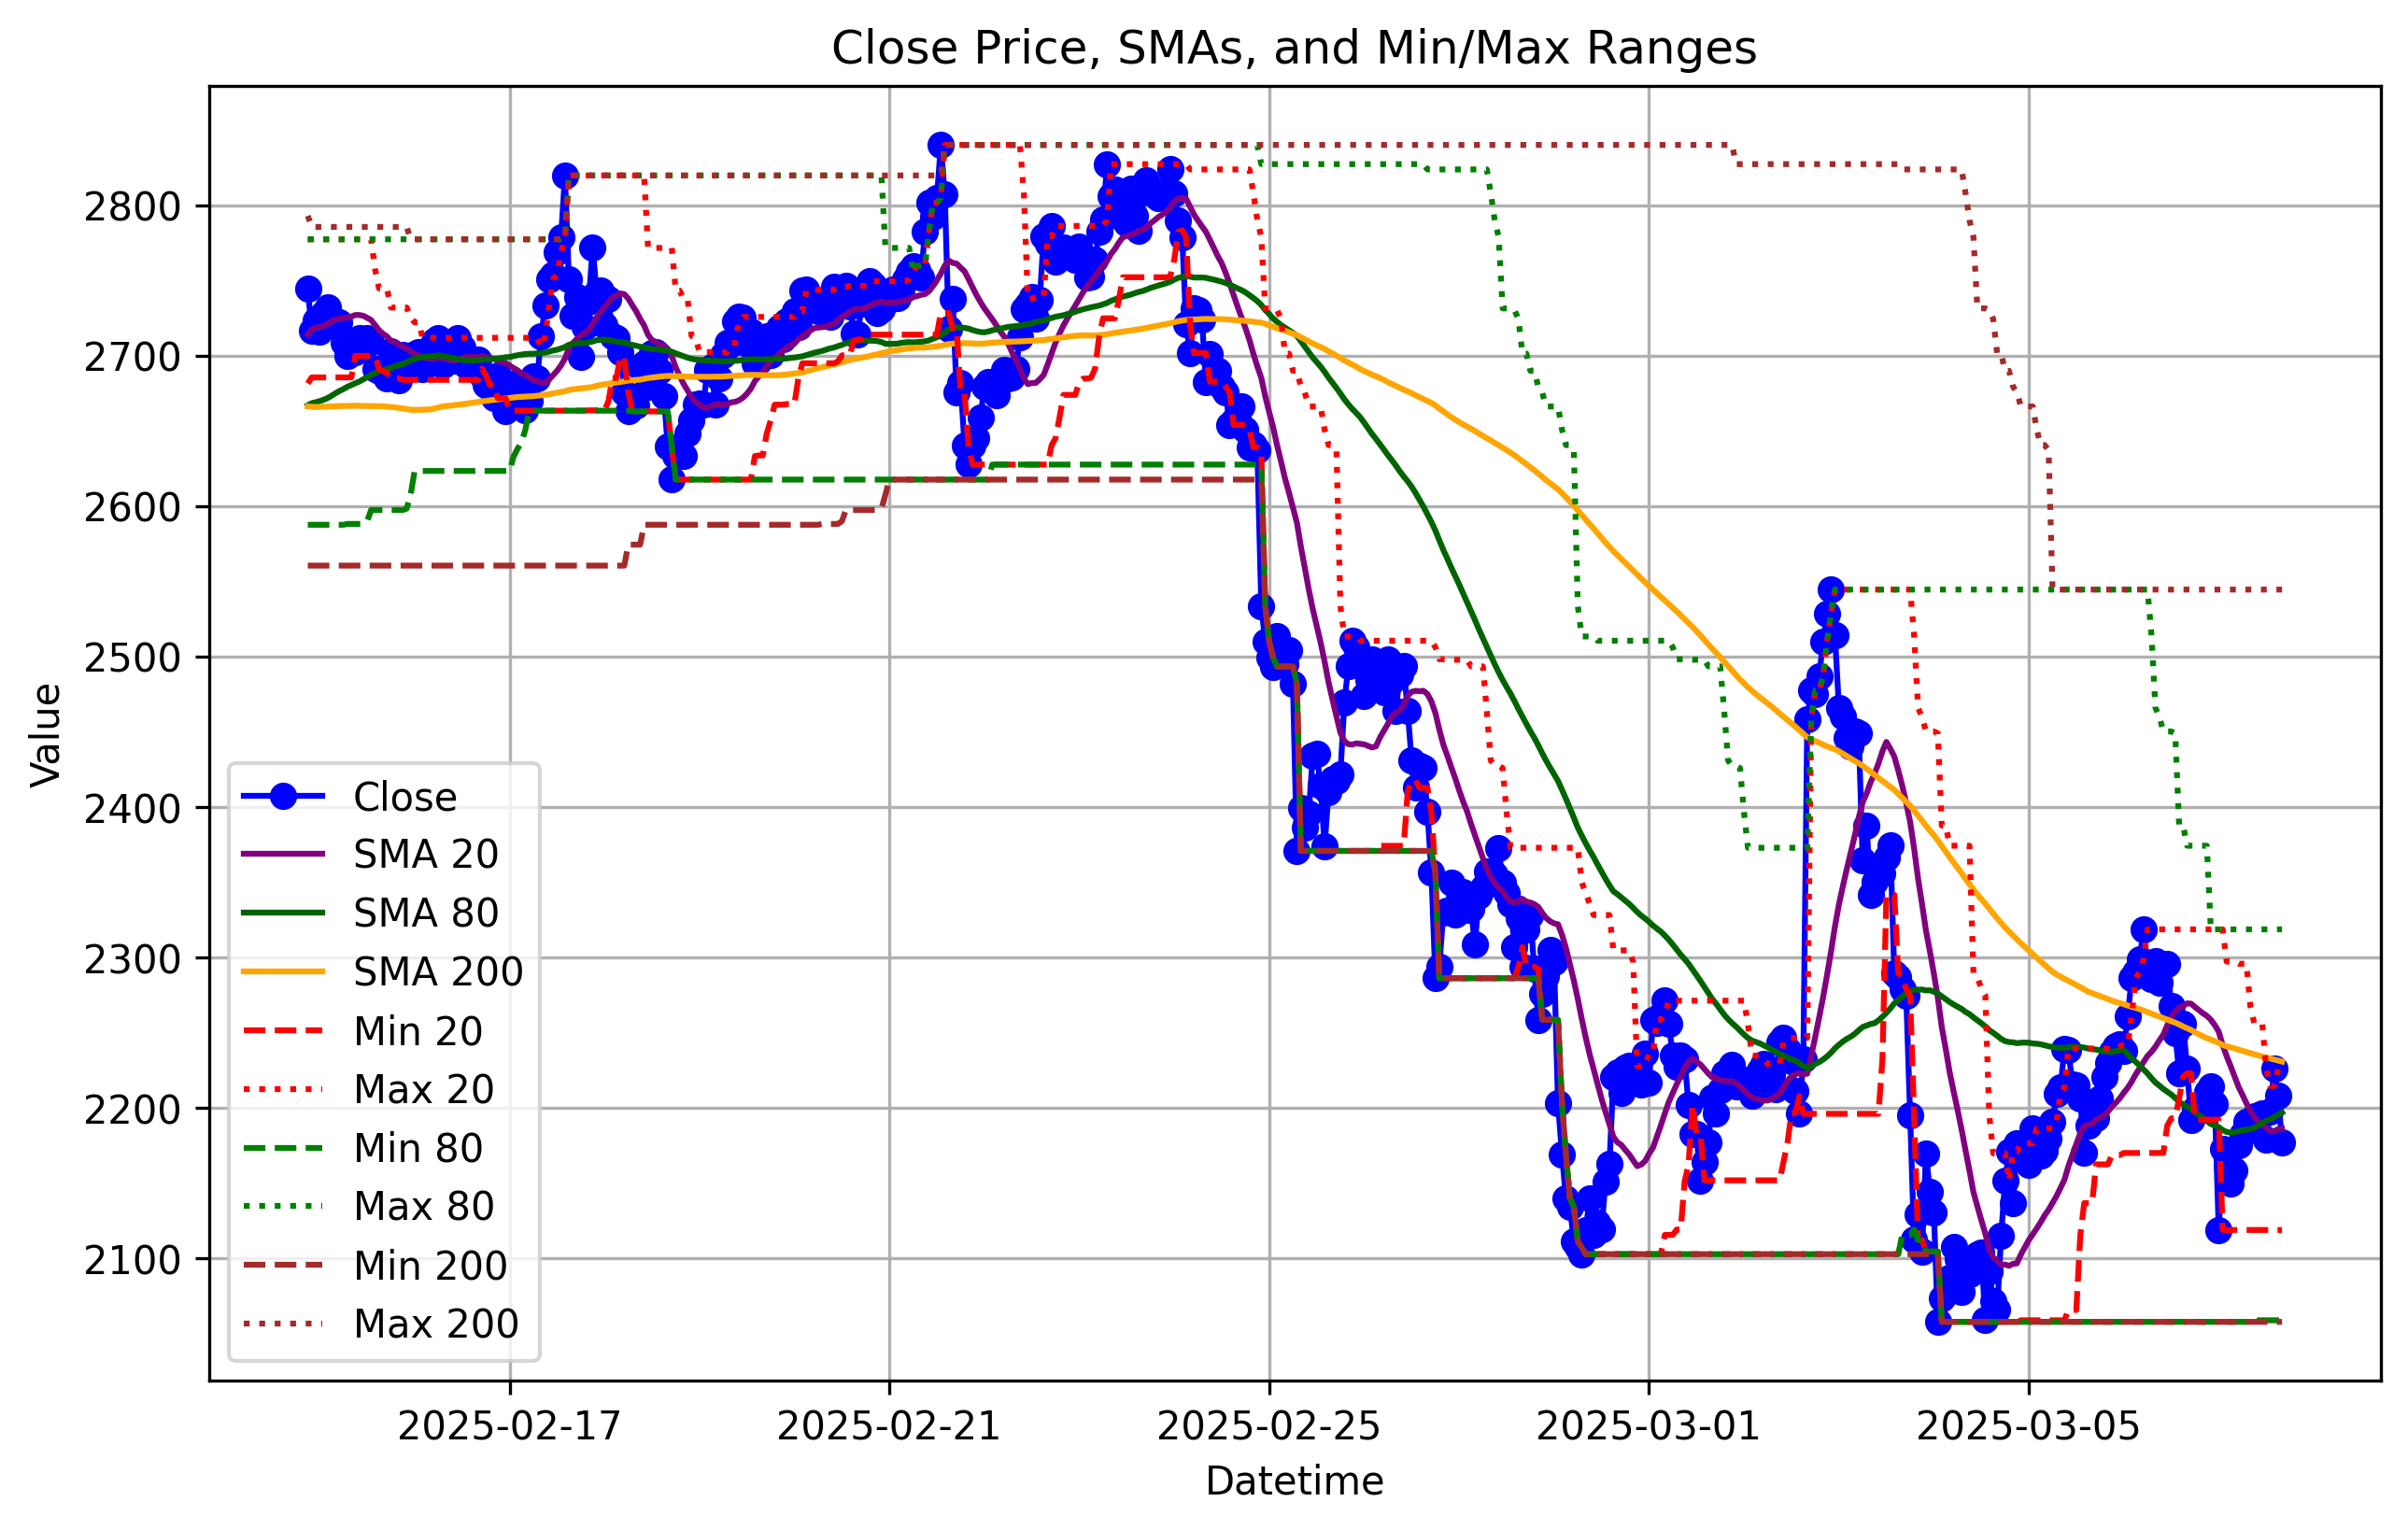 Close Price, SMAs, and Min/Max Ranges
Value
2800
2700
2600
2500
2400
2300
2200
2100
Close
SMA 20
SMA 80
SMA 200
Min 20
Max 20
Min 80
Max 80
Min 200
Max 200
2025-02-17
2025-02-21
2025-02-25
2025-03-01
2025-03-05
Datetime